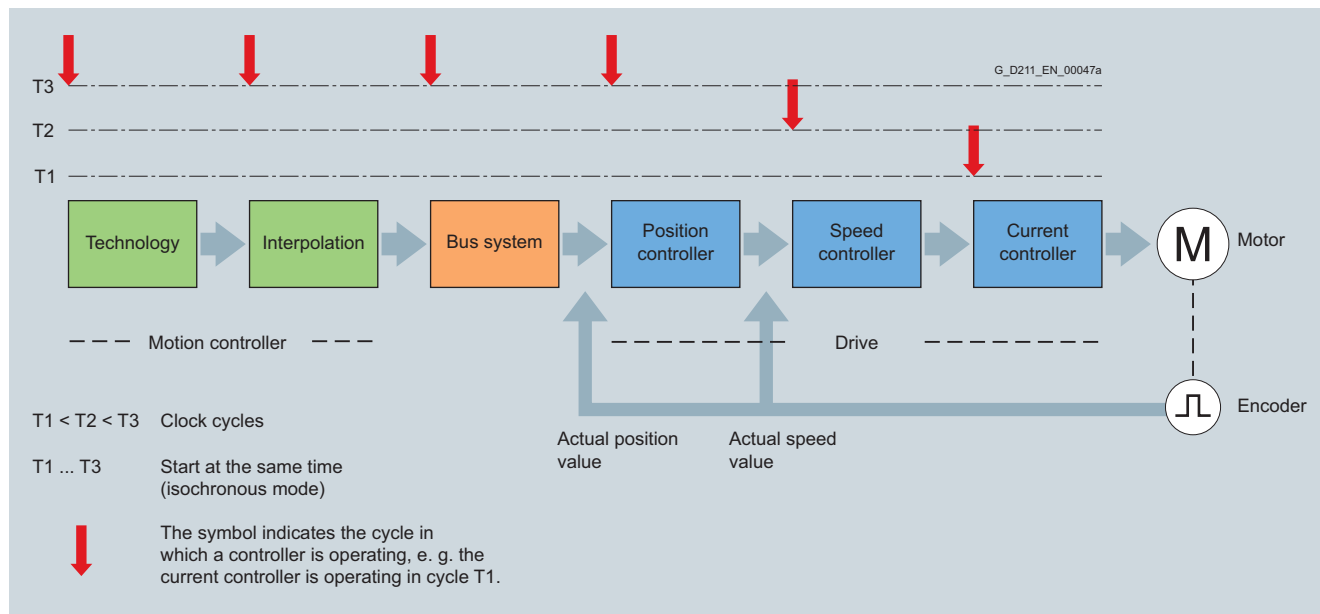 G_D211_EN_00047a
T3
T2
T1
Technology
Interpolation
Bus system
Position
controller
Speed
controller
Current
controller
M
Motor
Motion controller
Drive
Encoder
T1 < T2 < T3 Clock cycles
Actual position
value
Actual speed
value
T1 ... T3 Start at the same time
(isochronous mode)
The symbol indicates the cycle in
which a controller is operating, e. g. the
current controller is operating in cycle T1.